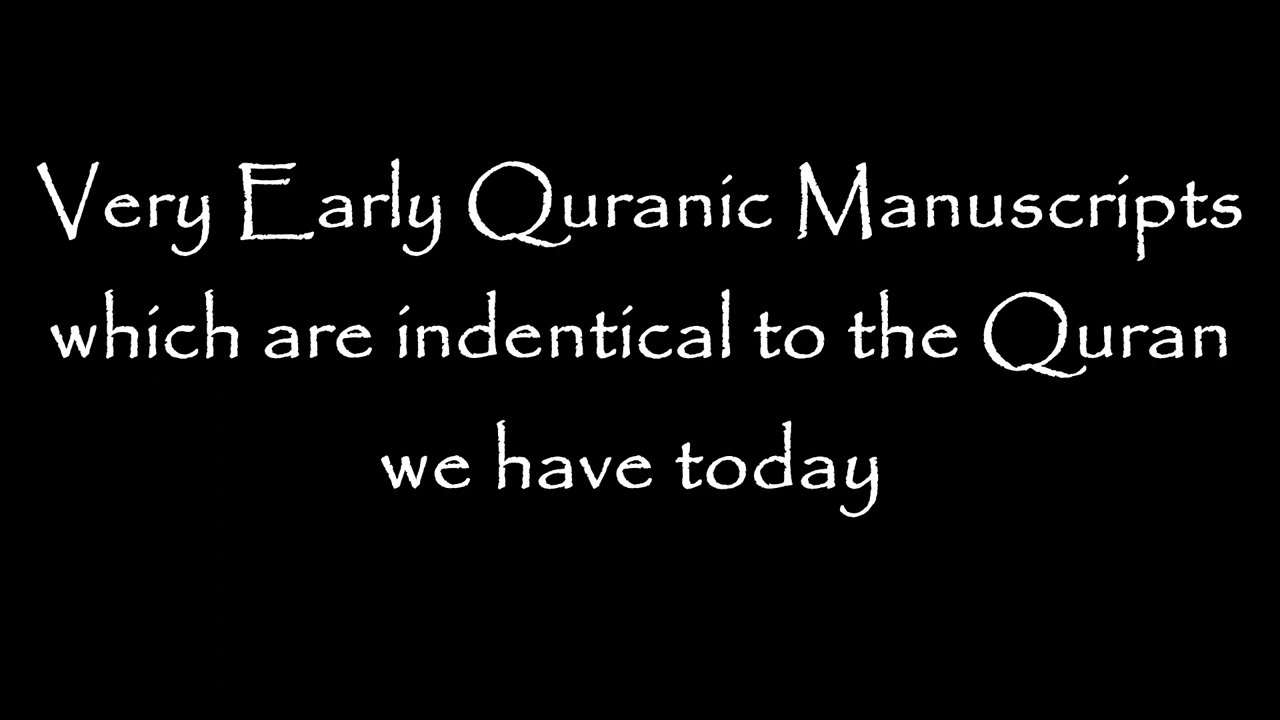 Very Early Quranic Manuscripts
which are indentical to the Quran
we have today